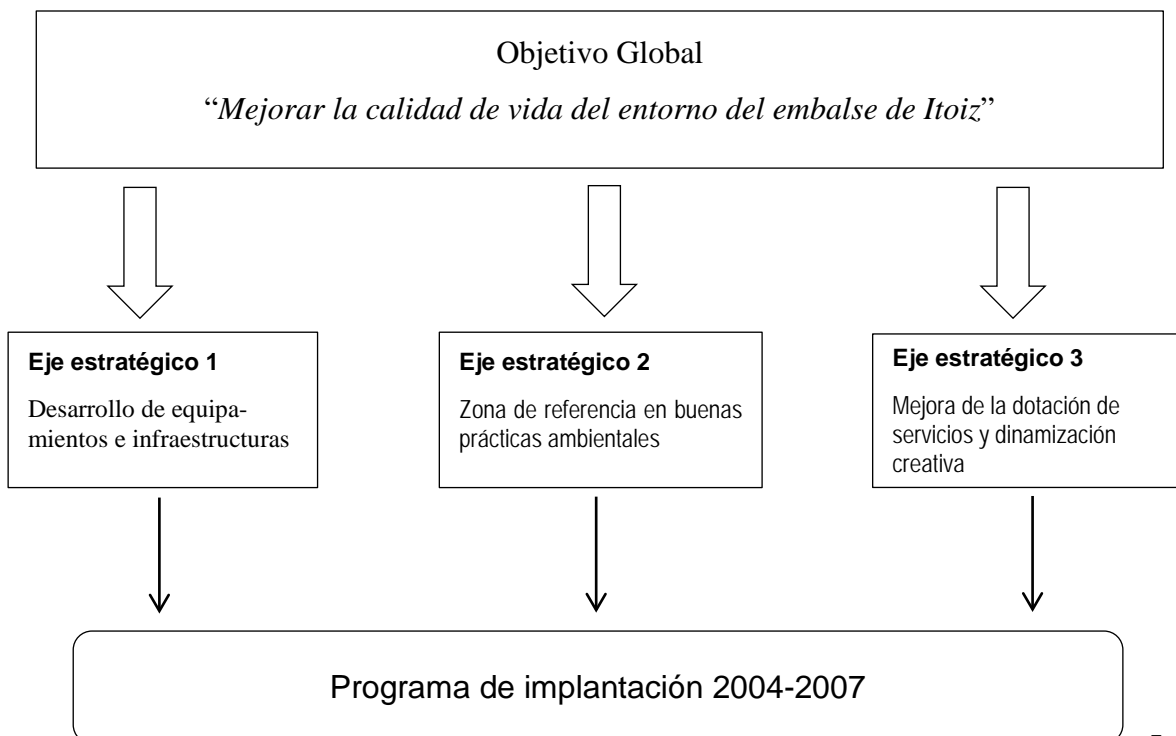 Objetivo Global
“Mejorar la calidad de vida del entorno del embalse de Itoiz”
Eje estratégico 1
Desarrollo de equipa-
mientos e infraestructuras
Eje estratégico 2
Zona de referencia en buenas
prácticas ambientales
Eje estratégico 3
Mejora de la dotación de
servicios y dinamización
creativa
Programa de implantación 2004-2007